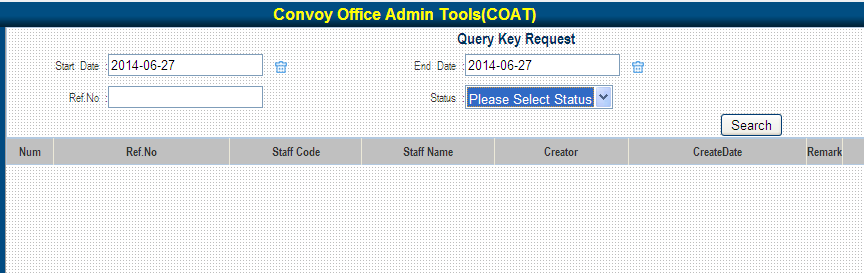 Convoy Office Admin Tools(COAT)
Query Key Request
Start Date : 2014-06-27 End Date : 2014-06-27
Ref.No : Status : Please Select Status
Search
Num Ref.No Staff Code Staff Name Creator CreateDate Remark